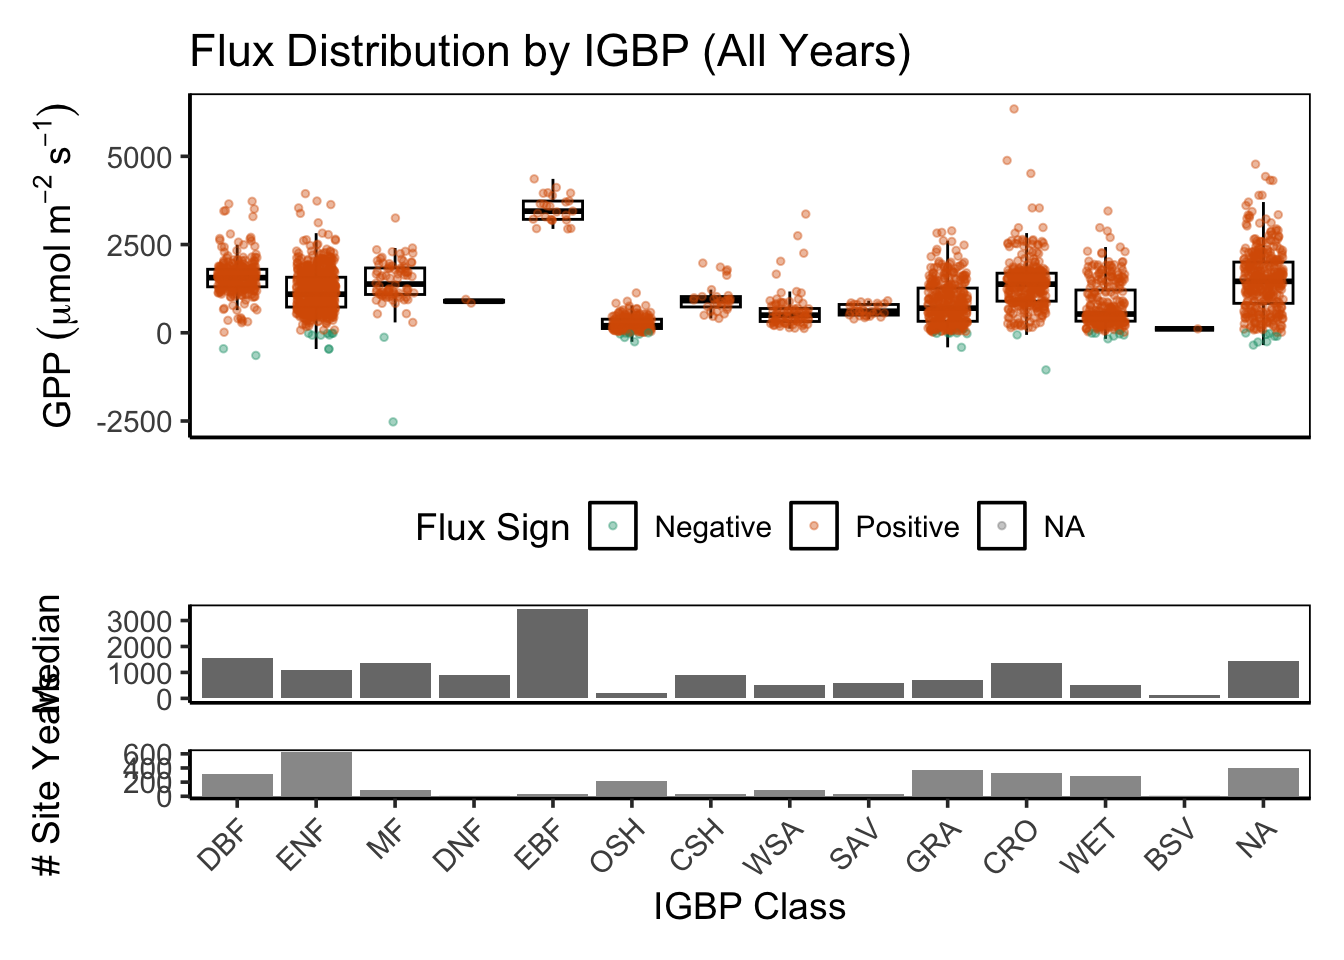 Flux Distribution by IGBP (All Years)
GPP (μmol m⁻² s⁻¹)
5000
2500
0
-2500
Flux Sign Negative Positive NA
Median
3000
2000
1000
0
# Site Years
600
400
200
0
DBF ENF MF DNF EBF OSH CSH WSA SAV GRA CRO WET BSV NA
IGBP Class